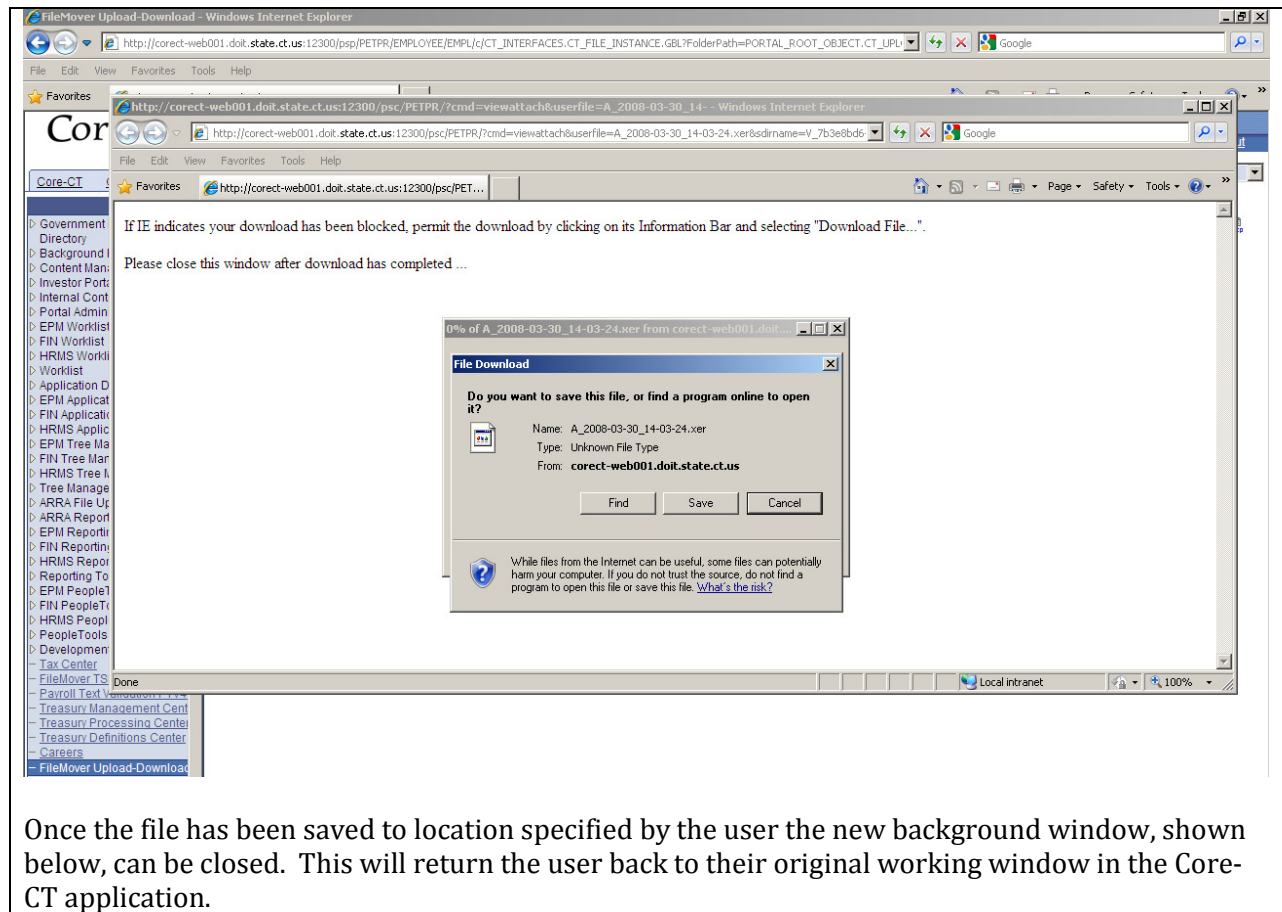 FileMover Upload-Download - Windows Internet Explorer
http://corect-web001.doit.state.ct.us:12300/psp/PETPR/EMPLOYEE/EMPL/c/CT_INTERFACES.CT_FILE_INSTANCE.GBL?FolderPath=PORTAL_ROOT_OBJECT.CT_UPL
Google
File Edit View Favorites Tools Help
Favorites
http://corect-web001.doit.state.ct.us:12300/psc/PETPR/?cmd=viewattach&userfile=A_2008-03-30_14-- - Windows Internet Explorer
Cor
http://corect-web001.doit.state.ct.us:12300/psc/PETPR/?cmd=viewattach&userfile=A_2008-03-30_14-03-24.xer&sdirname=V_7b3e8bd6-
Google
File Edit View Favorites Tools Help
Core-CT
Favorites
http://corect-web001.doit.state.ct.us:12300/psc/PET...
Page Safety Tools
Government
Directory
Background
Content Man
Investor Port
Internal Cont
Portal Admin
EPM Worklist
FIN Worklist
HRMS Workli
Worklist
Application D
EPM Applicat
FIN Applicatio
HRMS Applic
EPM Tree Ma
FIN Tree Man
HRMS Tree M
Tree Manage
ARRA File Up
ARRA Report
EPM Reportin
FIN Reporting
HRMS Repor
Reporting To
EPM PeopleT
FIN PeopleTo
HRMS Peopl
PeopleTools
Developmen
Tax Center
FileMover TS
Payroll Text
Treasury Management Cent
Treasury Processing Center
Treasury Definitions Center
Careers
FileMover Upload-Download
If IE indicates your download has been blocked, permit the download by clicking on its Information Bar and selecting "Download File...".
Please close this window after download has completed ...
0% of A_2008-03-30_14-03-24.xer from corect-web001.doit....
File Download
Do you want to save this file, or find a program online to open
it?
Name: A_2008-03-30_14-03-24.xer
Type: Unknown File Type
From: corect-web001.doit.state.ct.us
Find Save Cancel
While files from the Internet can be useful, some files can potentially
harm your computer. If you do not trust the source, do not find a
program to open this file or save this file. What's the risk?
Done
Local intranet
100%
Once the file has been saved to location specified by the user the new background window, shown
below, can be closed. This will return the user back to their original working window in the Core-
CT application.